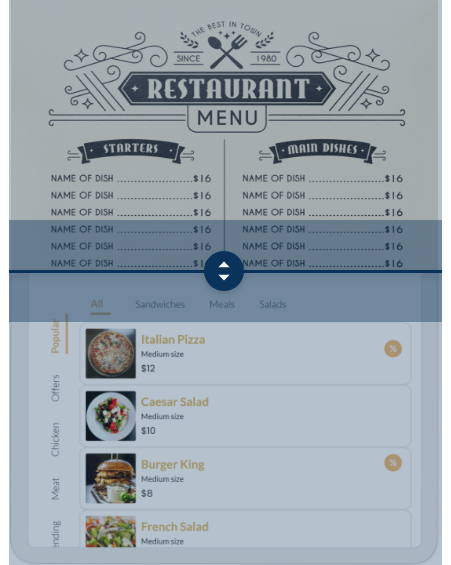 THE BEST IN TOWN
SINCE 1980
RESTAURANT
MENU
STARTERS
NAME OF DISH ............ $16
NAME OF DISH ............ $16
NAME OF DISH ............ $16
NAME OF DISH ............ $16
NAME OF DISH ............ $16
NAME OF DISH ............ $1
MAIN DISHES
NAME OF DISH ............ $16
NAME OF DISH ............ $16
NAME OF DISH ............ $16
NAME OF DISH ............ $16
NAME OF DISH ............ $16
NAME OF DISH ............ $16
All Sandwiches Meals Salads
Popular
Offers
Chicken
Meat
ending
Italian Pizza
Medium size
$12
%
Caesar Salad
Medium size
$10
Burger King
Medium size
$8
%
French Salad
Medium size